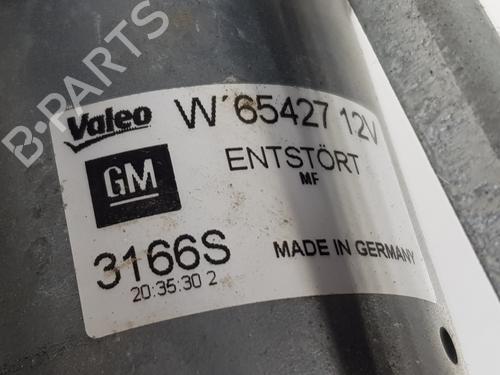 B-PARTS
Valeo W´65427 12V
GM ENTSTÖRT
MF
3166S MADE IN GERMANY
20:35:30 2